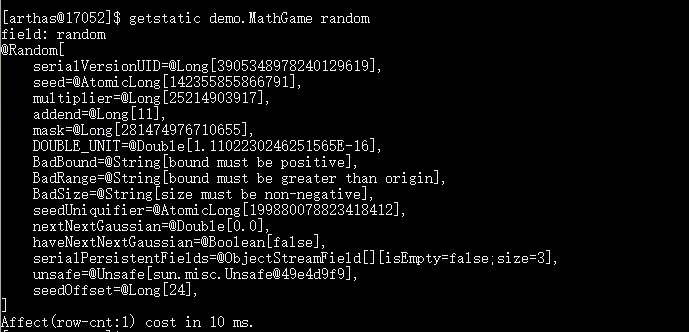 [arthas@17052]$ getstatic demo.MathGame random
field: random
@Random[
    serialVersionUID=@Long[3905348978240129619],
    seed=@AtomicLong[142355855866791],
    multiplier=@Long[25214903917],
    addend=@Long[11],
    mask=@Long[281474976710655],
    DOUBLE_UNIT=@Double[1.1102230246251565E-16],
    BadBound=@String[bound must be positive],
    BadRange=@String[bound must be greater than origin],
    BadSize=@String[size must be non-negative],
    seedUniquifier=@AtomicLong[199880078823418412],
    nextNextGaussian=@Double[0.0],
    haveNextNextGaussian=@Boolean[false],
    serialPersistentFields=@ObjectStreamField[][isEmpty=false;size=3],
    unsafe=@Unsafe[sun.misc.Unsafe@49e4d9f9],
    seedOffset=@Long[24],
]
Affect(row-cnt:1) cost in 10 ms.